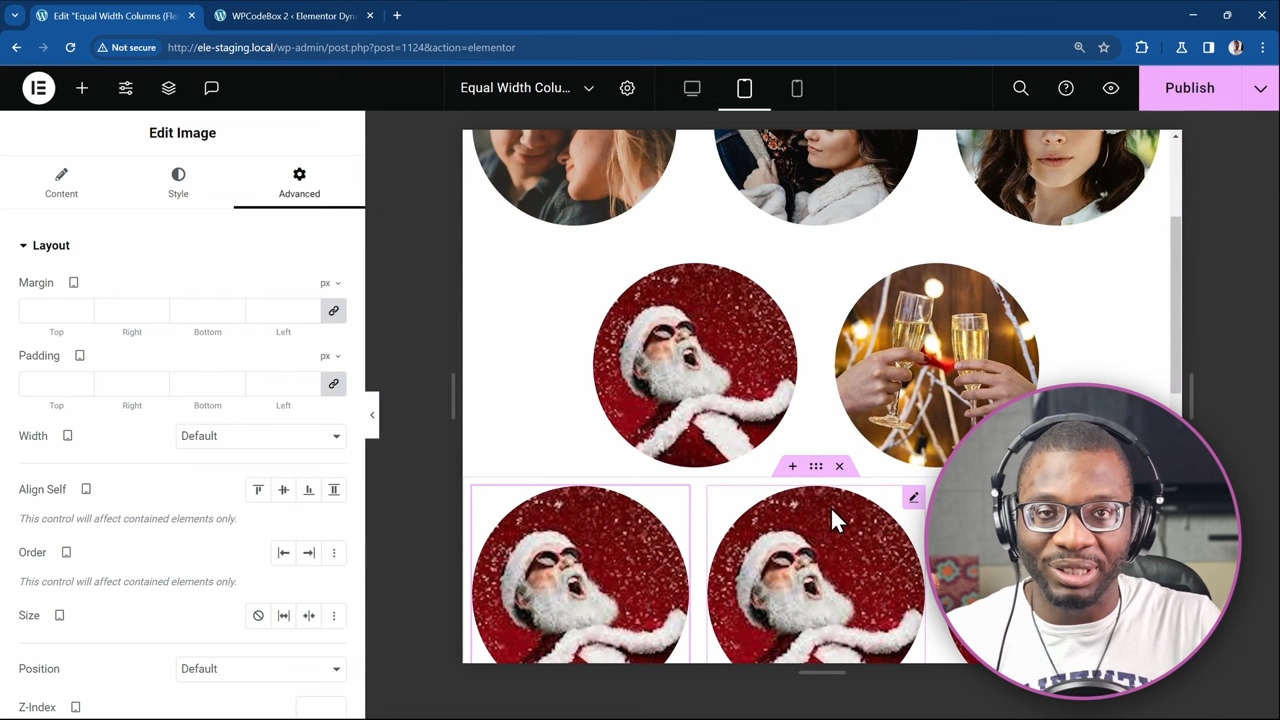 Edit "Equal Width Columns (Fle
WPCodeBox 2 ‹ Elementor Dyn
Not secure
http://ele-staging.local/wp-admin/post.php?post=1124&action=elementor
Equal Width Colu...
Publish
Edit Image
Content
Style
Advanced
Layout
Margin
px
Top
Right
Bottom
Left
Padding
px
Top
Right
Bottom
Left
Width
Default
Align Self
This control will affect contained elements only.
Order
This control will affect contained elements only.
Size
Position
Default
Z-Index